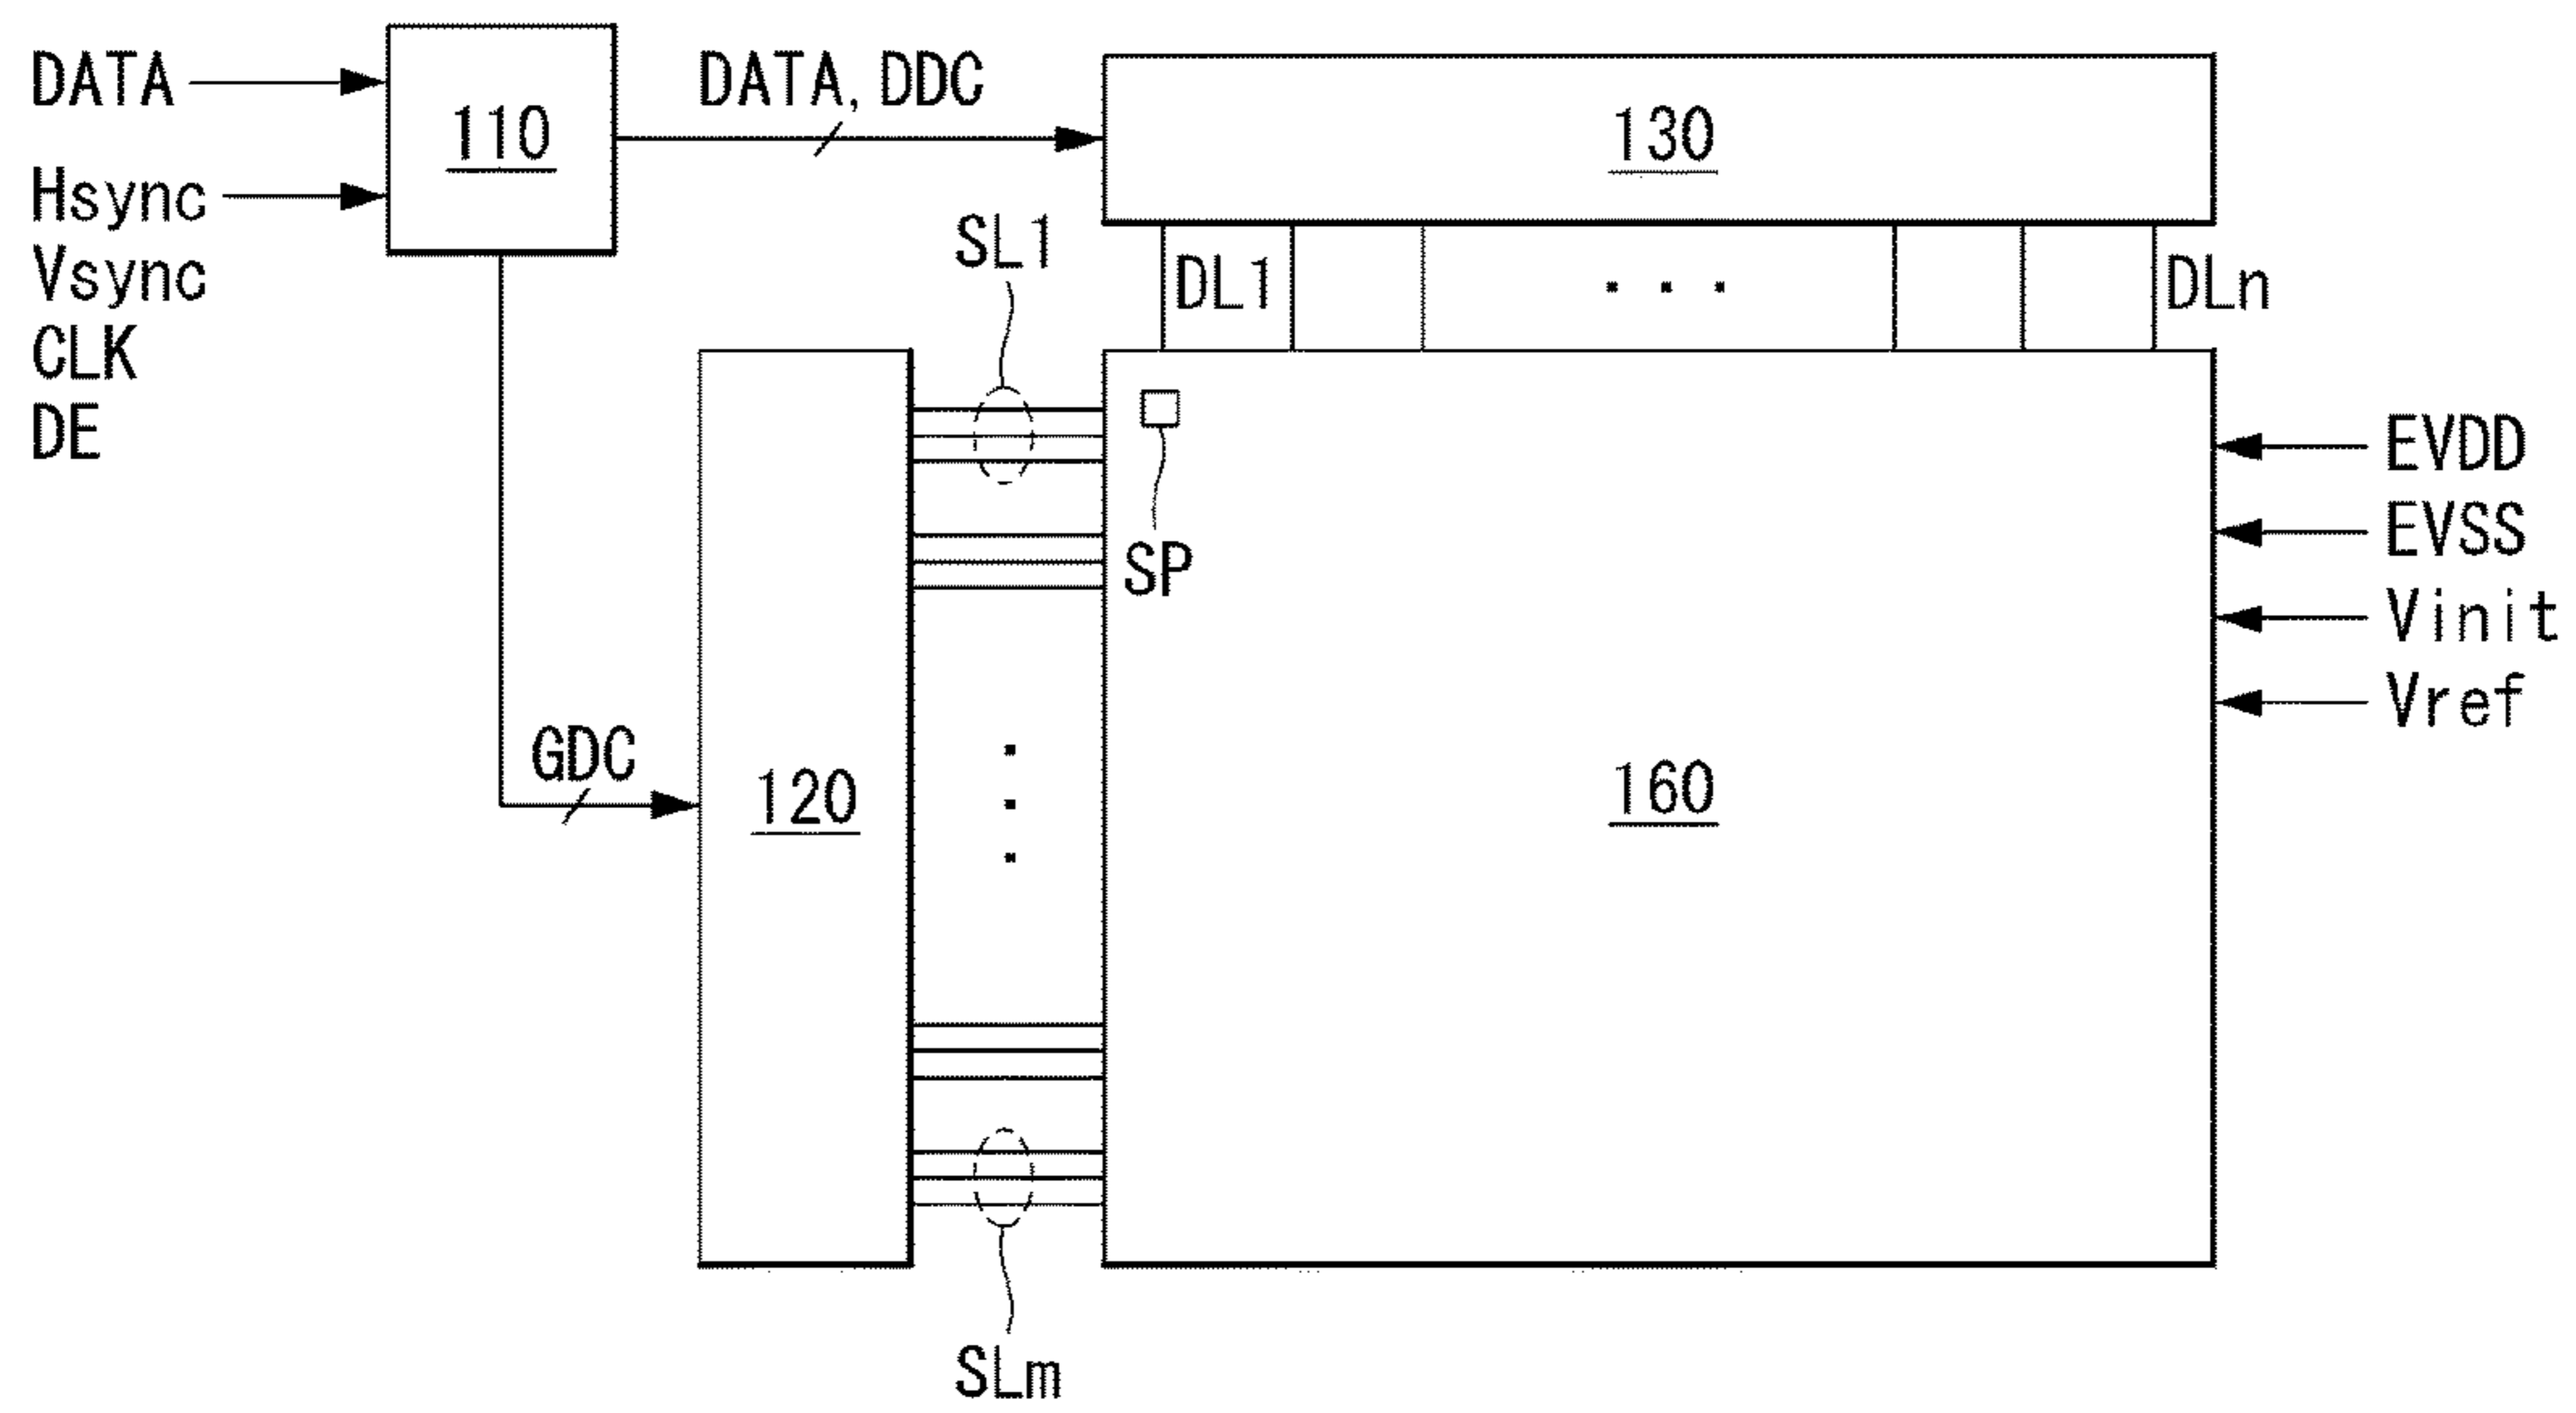 DATA
Hsync
Vsync
CLK
DE
110
DATA, DDC
130
SL1
DL1
DLn
SP
EVDD
EVSS
Vinit
Vref
GDC
120
160
SLm